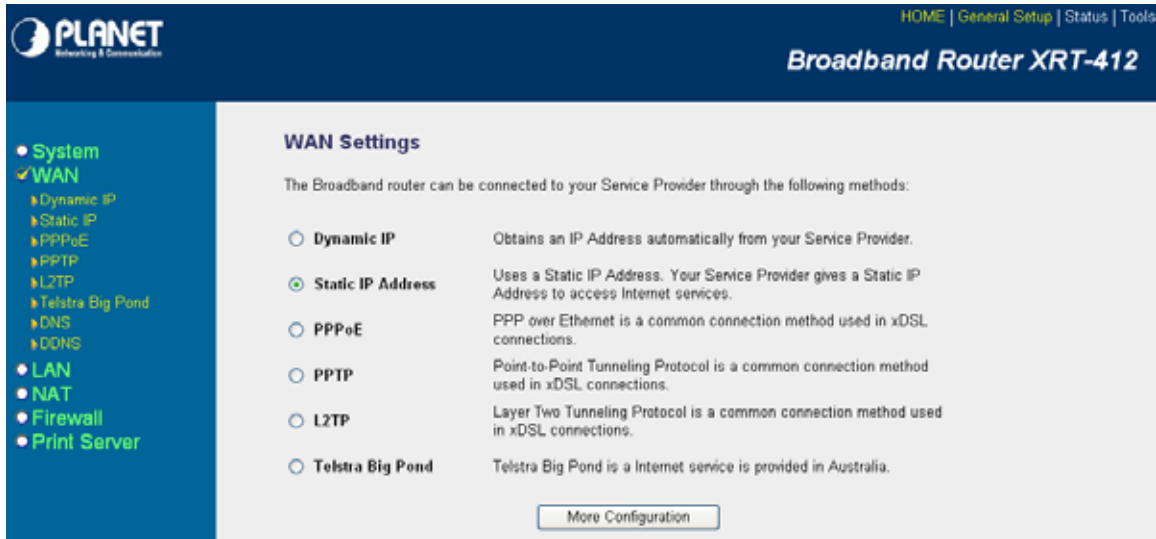 PLANET
Networking & Communication
HOME | General Setup | Status | Tools
Broadband Router XRT-412
System
WAN
Dynamic IP
Static IP
PPPoE
PPTP
L2TP
Telstra Big Pond
DNS
DDNS
LAN
NAT
Firewall
Print Server
WAN Settings
The Broadband router can be connected to your Service Provider through the following methods:
Dynamic IP Obtains an IP Address automatically from your Service Provider.
Static IP Address Uses a Static IP Address. Your Service Provider gives a Static IP
Address to access Internet services.
PPPoE PPP over Ethernet is a common connection method used in xDSL
connections.
PPTP Point-to-Point Tunneling Protocol is a common connection method
used in xDSL connections.
L2TP Layer Two Tunneling Protocol is a common connection method used
in xDSL connections.
Telstra Big Pond Telstra Big Pond is a Internet service is provided in Australia.
More Configuration